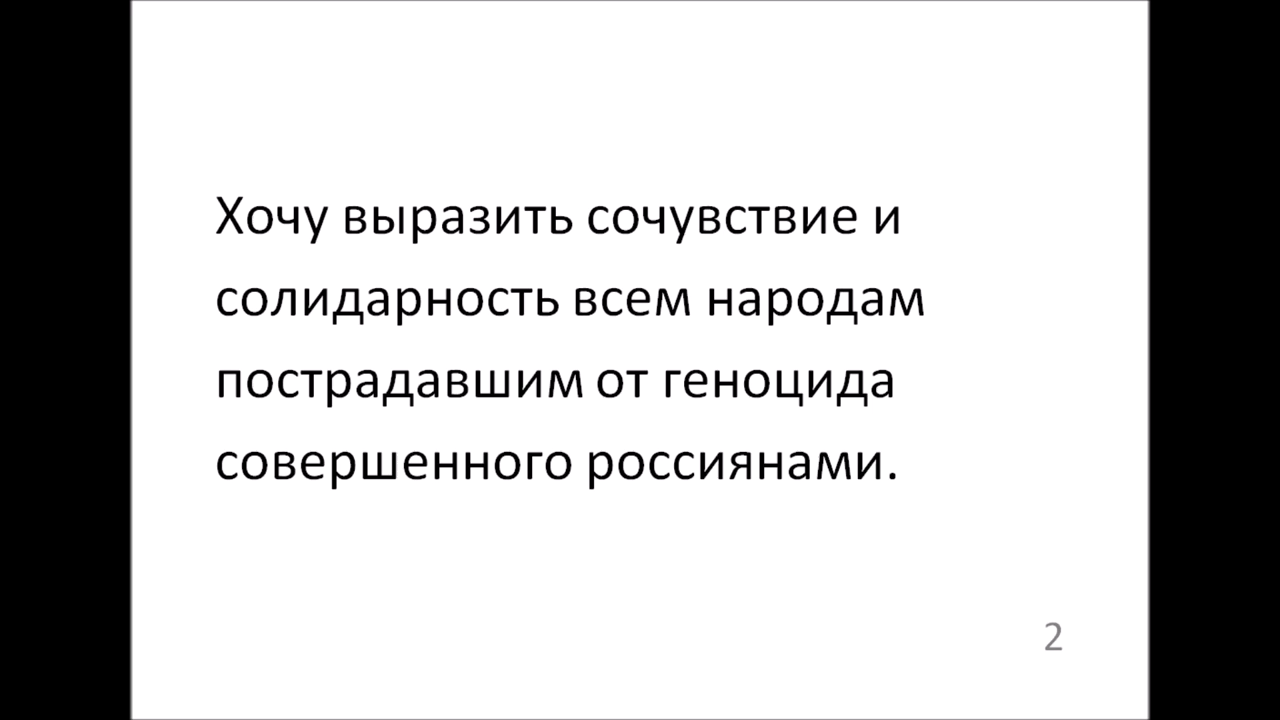 Хочу выразить сочувствие и
солидарность всем народам
пострадавшим от геноцида
совершенного россиянами.
2